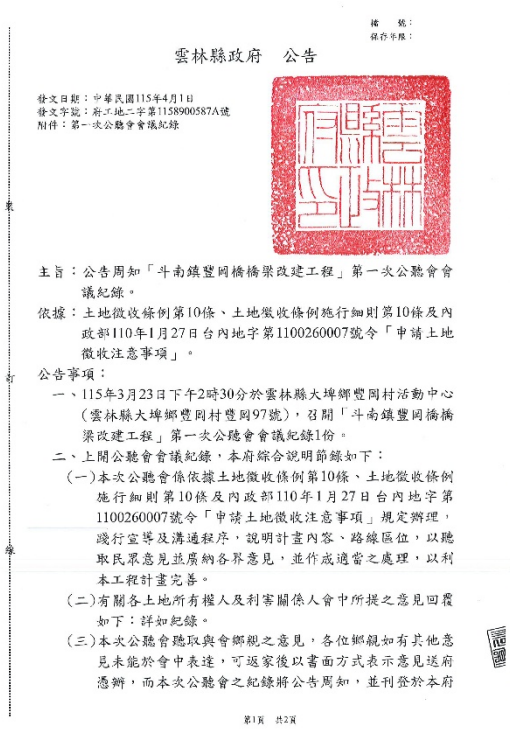 檔　　號：
保存年限：
雲林縣政府　公告
發文日期：中華民國115年4月1日
發文字號：府工地二字第1158900587A號
附件：第一次公聽會會議紀錄
雲林縣政府印
主旨：公告周知「斗南鎮豐岡橋橋梁改建工程」第一次公聽會會
議紀錄。
依據：土地徵收條例第10條、土地徵收條例施行細則第10條及內
政部110年1月27日台內地字第1100260007號令「申請土地
徵收注意事項」。
公告事項：
一、115年3月23日下午2時30分於雲林縣大埤鄉豐岡村活動中心
(雲林縣大埤鄉豐岡村豐岡97號)，召開「斗南鎮豐岡橋橋
梁改建工程」第一次公聽會會議紀錄1份。
二、上開公聽會會議紀錄，本府綜合說明節錄如下：
(一)本次公聽會係依據土地徵收條例第10條、土地徵收條例
施行細則第10條及內政部110年1月27日台內地字第
1100260007號令「申請土地徵收注意事項」規定辦理，
踐行宣導及溝通程序，說明計畫內容、路線區位，以聽
取民眾意見並廣納各界意見，並作成適當之處理，以利
本工程計畫完善。
(二)有關各土地所有權人及利害關係人會中所提之意見回覆
如下：詳如紀錄。
(三)本次公聽會聽取與會鄉親之意見，各位鄉親如有其他意
見未能於會中表達，可返家後以書面方式表示意見送府
憑辦，而本次公聽會之紀錄將公告周知，並刊登於本府
裝
訂
線
第1頁　共2頁